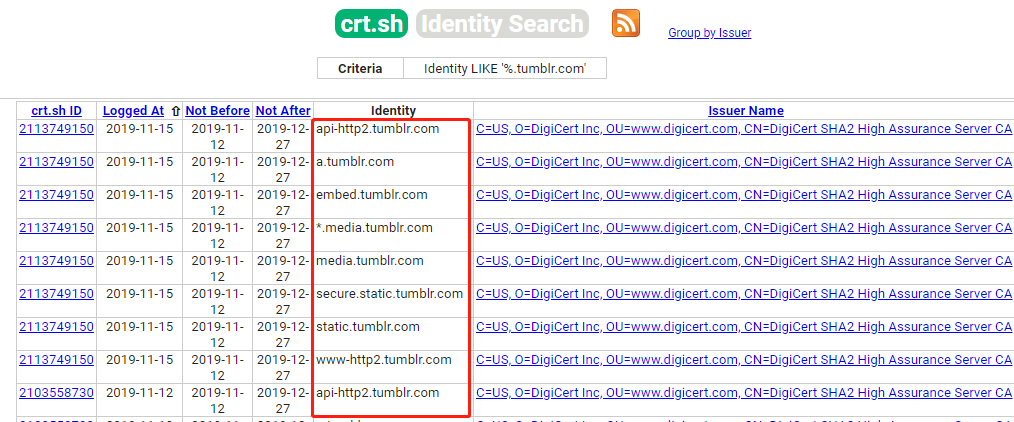 crt.sh Identity Search Group by Issuer
Criteria Identity LIKE '%.tumblr.com'
crt.sh ID Logged At ⇧ Not Before Not After Identity Issuer Name
2113749150 2019-11-15 2019-11- 2019-12- api-http2.tumblr.com C=US, O=DigiCert Inc, OU=www.digicert.com, CN=DigiCert SHA2 High Assurance Server CA
12 27
2113749150 2019-11-15 2019-11- 2019-12- a.tumblr.com C=US, O=DigiCert Inc, OU=www.digicert.com, CN=DigiCert SHA2 High Assurance Server CA
12 27
2113749150 2019-11-15 2019-11- 2019-12- embed.tumblr.com C=US, O=DigiCert Inc, OU=www.digicert.com, CN=DigiCert SHA2 High Assurance Server CA
12 27
2113749150 2019-11-15 2019-11- 2019-12- *.media.tumblr.com C=US, O=DigiCert Inc, OU=www.digicert.com, CN=DigiCert SHA2 High Assurance Server CA
12 27
2113749150 2019-11-15 2019-11- 2019-12- media.tumblr.com C=US, O=DigiCert Inc, OU=www.digicert.com, CN=DigiCert SHA2 High Assurance Server CA
12 27
2113749150 2019-11-15 2019-11- 2019-12- secure.static.tumblr.com C=US, O=DigiCert Inc, OU=www.digicert.com, CN=DigiCert SHA2 High Assurance Server CA
12 27
2113749150 2019-11-15 2019-11- 2019-12- static.tumblr.com C=US, O=DigiCert Inc, OU=www.digicert.com, CN=DigiCert SHA2 High Assurance Server CA
12 27
2113749150 2019-11-15 2019-11- 2019-12- www-http2.tumblr.com C=US, O=DigiCert Inc, OU=www.digicert.com, CN=DigiCert SHA2 High Assurance Server CA
12 27
2103558730 2019-11-12 2019-11- 2019-12- api-http2.tumblr.com C=US, O=DigiCert Inc, OU=www.digicert.com, CN=DigiCert SHA2 High Assurance Server CA
12 27